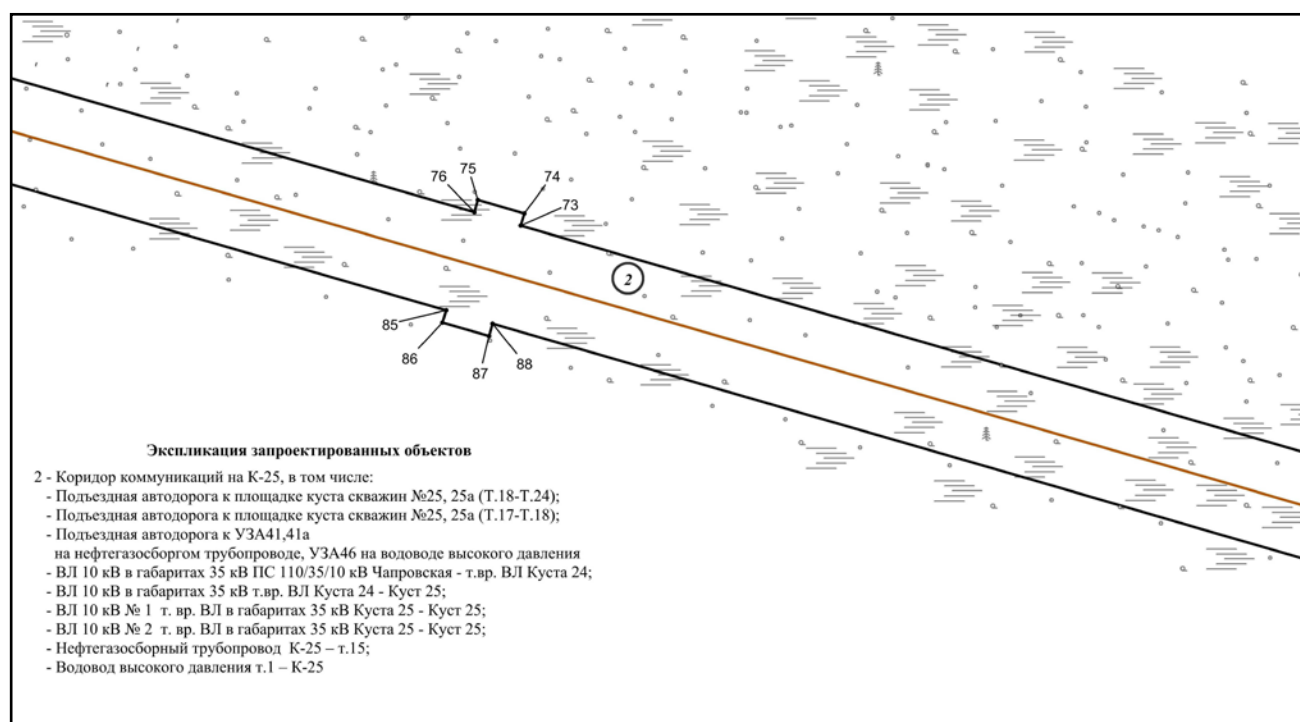 75
76
74
73
2
85
86
87
88
Экспликация запроектированных объектов
2 - Коридор коммуникаций на К-25, в том числе:
- Подъездная автодорога к площадке куста скважин №25, 25а (Т.18-Т.24);
- Подъездная автодорога к площадке куста скважин №25, 25а (Т.17-Т.18);
- Подъездная автодорога к УЗА41,41а
на нефтегазосборгом трубопроводе, УЗА46 на водоводе высокого давления
- ВЛ 10 кВ в габаритах 35 кВ ПС 110/35/10 кВ Чапровская - т.вр. ВЛ Куста 24;
- ВЛ 10 кВ в габаритах 35 кВ т.вр. ВЛ Куста 24 - Куст 25;
- ВЛ 10 кВ № 1 т. вр. ВЛ в габаритах 35 кВ Куста 25 - Куст 25;
- ВЛ 10 кВ № 2 т. вр. ВЛ в габаритах 35 кВ Куста 25 - Куст 25;
- Нефтегазосборный трубопровод К-25 – т.15;
- Водовод высокого давления т.1 – К-25